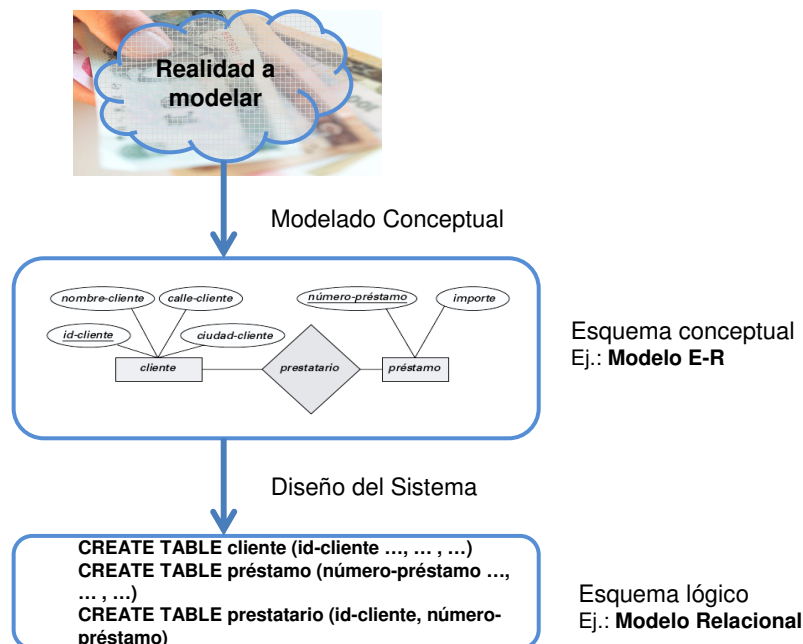 Realidad a
modelar
Modelado Conceptual
nombre-cliente
calle-cliente
número-préstamo
importe
id-cliente
ciudad-cliente
cliente
prestatario
préstamo
Esquema conceptual
Ej.: Modelo E-R
Diseño del Sistema
CREATE TABLE cliente (id-cliente …, … , …)
CREATE TABLE préstamo (número-préstamo …,
… , …)
CREATE TABLE prestatario (id-cliente, número-
préstamo)
Esquema lógico
Ej.: Modelo Relacional